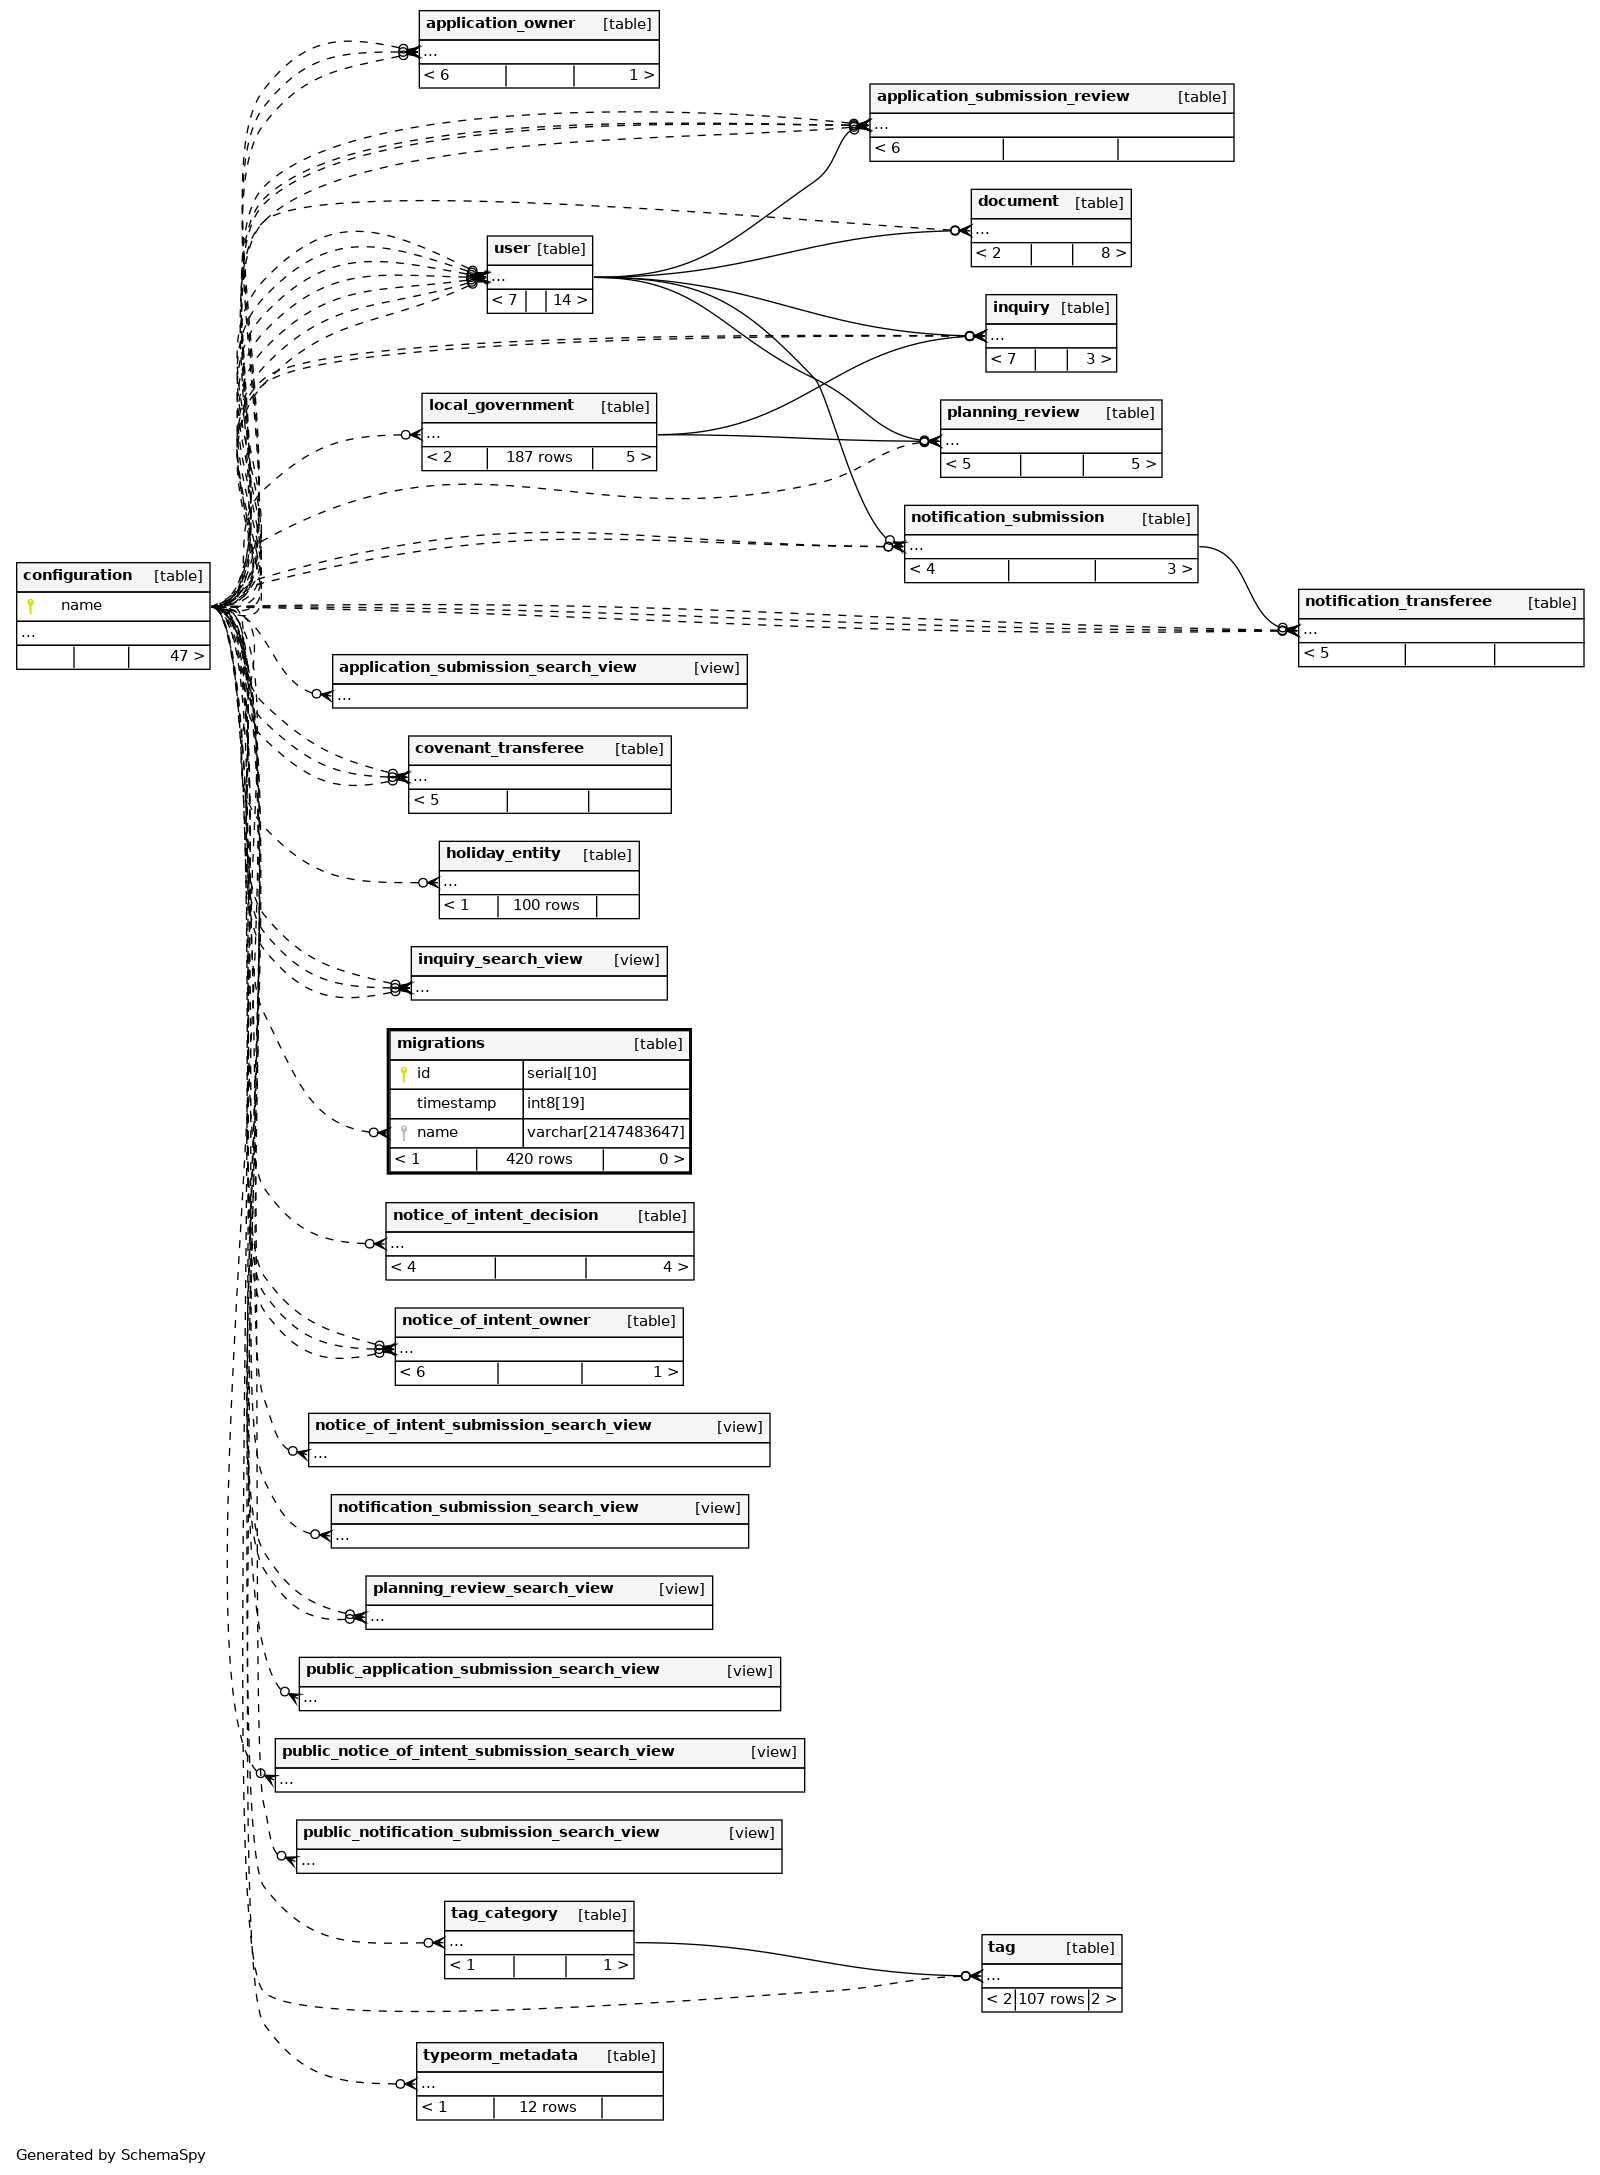 application_owner [table]
...
< 6 1 >
application_submission_review [table]
...
< 6
document [table]
...
< 2 8 >
user [table]
...
< 7 14 >
inquiry [table]
...
< 7 3 >
local_government [table]
...
< 2 187 rows 5 >
planning_review [table]
...
< 5 5 >
notification_submission [table]
...
< 4 3 >
configuration [table]
name
...
47 >
notification_transferee [table]
...
< 5
application_submission_search_view [view]
...
covenant_transferee [table]
...
< 5
holiday_entity [table]
...
< 1 100 rows
inquiry_search_view [view]
...
migrations [table]
id serial[10]
timestamp int8[19]
name varchar[2147483647]
< 1 420 rows 0 >
notice_of_intent_decision [table]
...
< 4 4 >
notice_of_intent_owner [table]
...
< 6 1 >
notice_of_intent_submission_search_view [view]
...
notification_submission_search_view [view]
...
planning_review_search_view [view]
...
public_application_submission_search_view [view]
...
public_notice_of_intent_submission_search_view [view]
...
public_notification_submission_search_view [view]
...
tag_category [table]
...
< 1 1 >
tag [table]
...
< 2 107 rows 2 >
typeorm_metadata [table]
...
< 1 12 rows
Generated by SchemaSpy